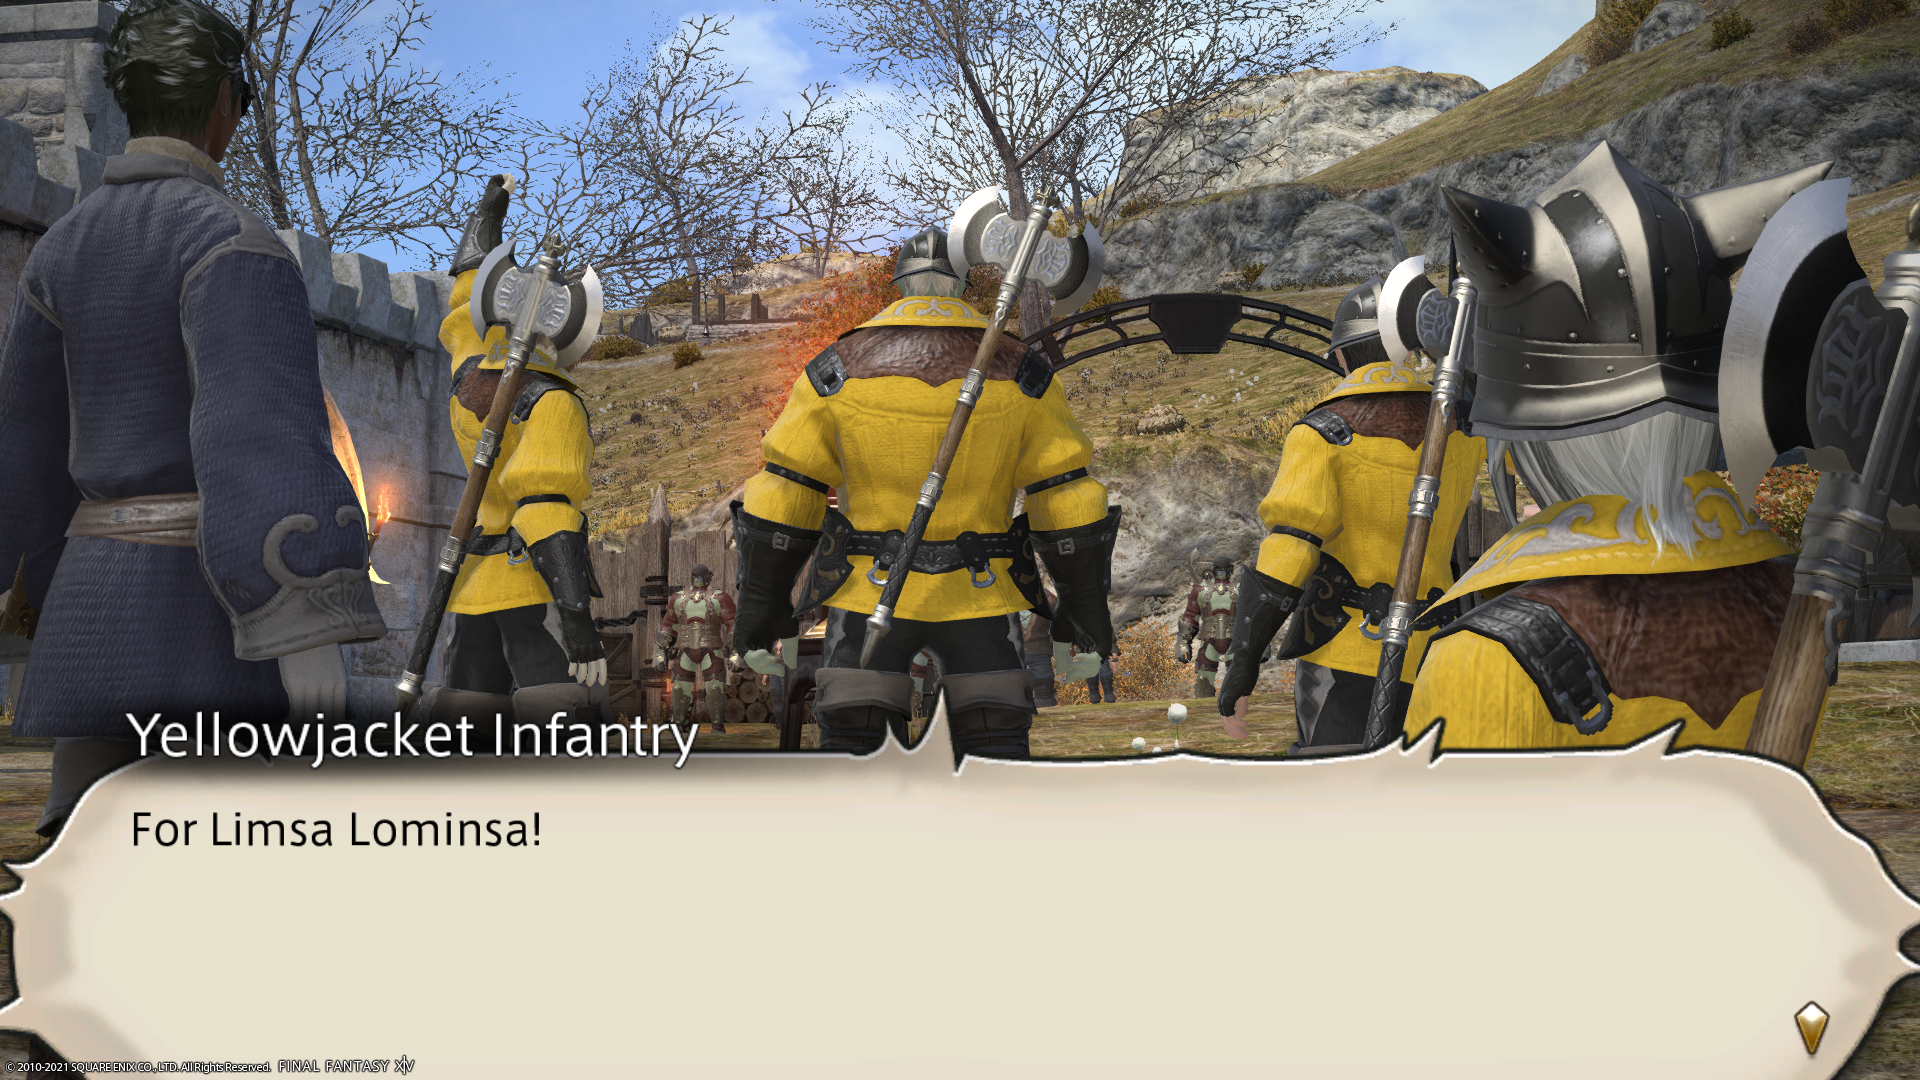 Yellowjacket Infantry
For Limsa Lominsa!
© 2010-2021 SQUARE ENIX CO., LTD. All Rights Reserved. FINAL FANTASY XIV